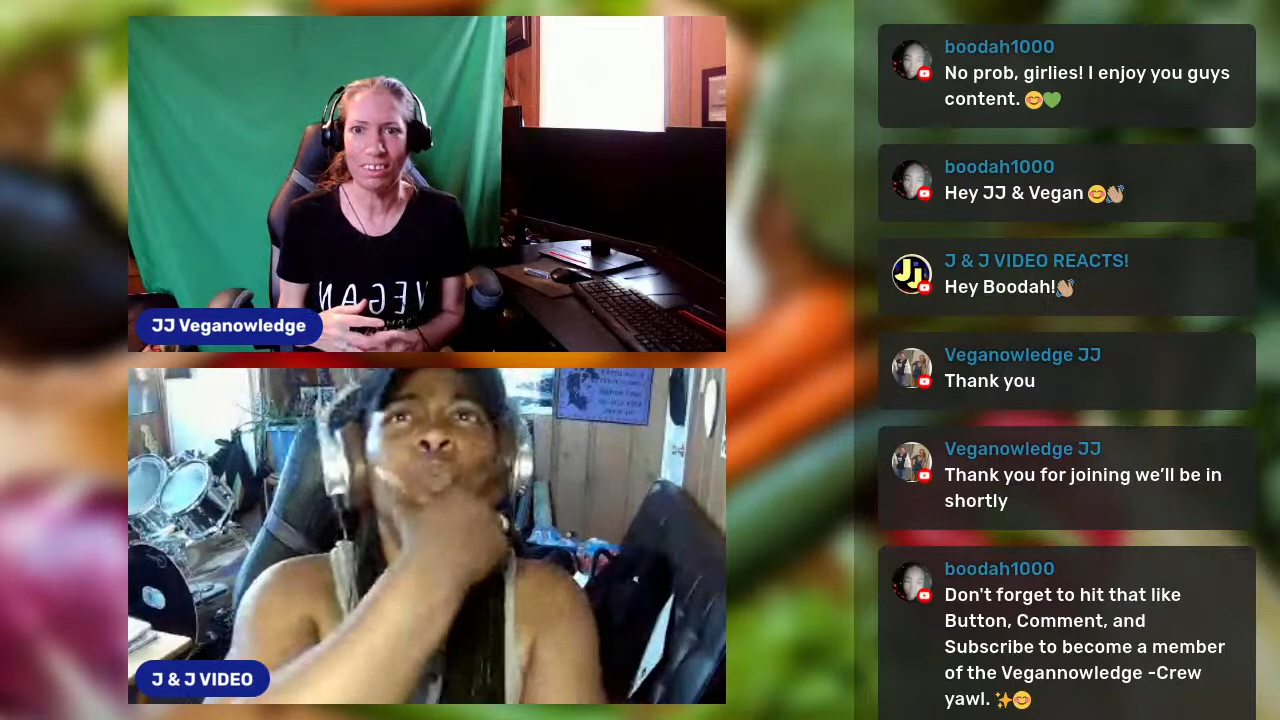 VEGAN
JJ Veganowledge
J & J VIDEO
boodah1000
No prob, girlies! I enjoy you guys
content. 😊💚
boodah1000
Hey JJ & Vegan 😊👋🏽
J & J VIDEO REACTS!
Hey Boodah!👋🏽
Veganowledge JJ
Thank you
Veganowledge JJ
Thank you for joining we’ll be in
shortly
boodah1000
Don't forget to hit that like
Button, Comment, and
Subscribe to become a member
of the Vegannowledge -Crew
yawl. ✨😊